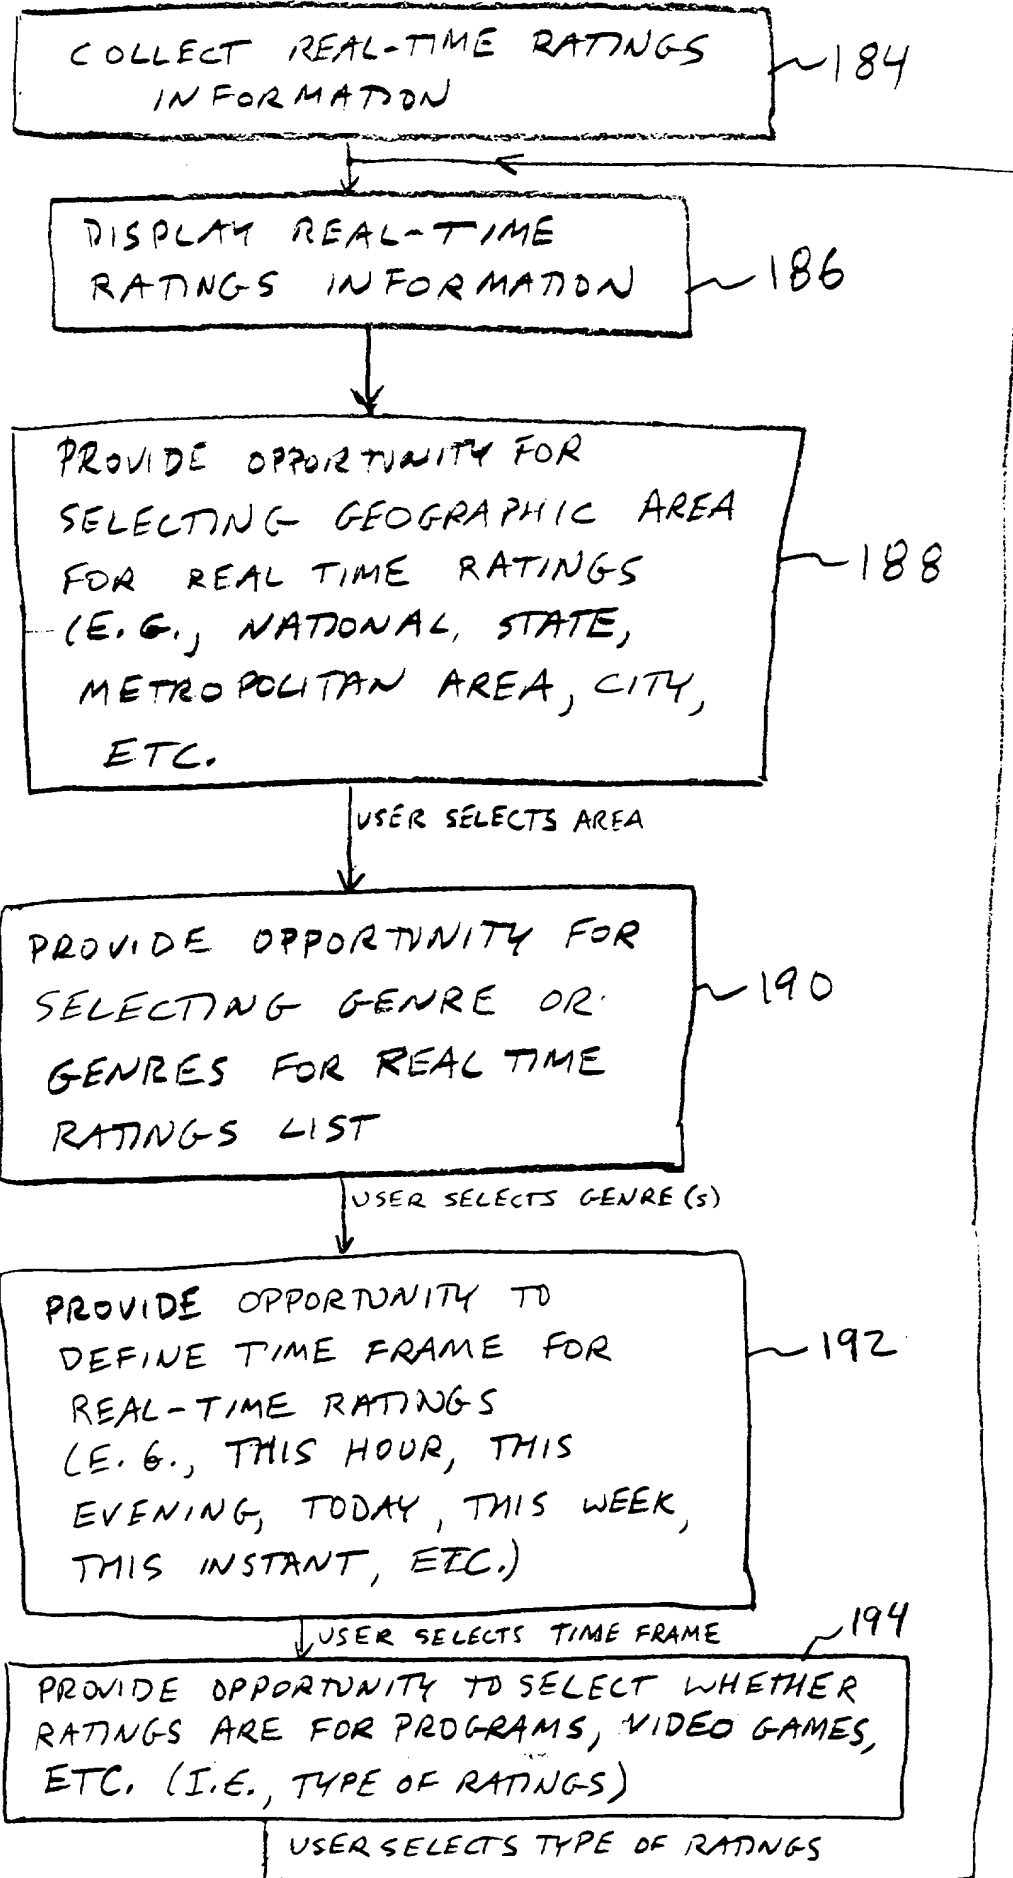 COLLECT REAL-TIME RATINGS
INFORMATION
184
DISPLAY REAL-TIME
RATINGS INFORMATION
186
PROVIDE OPPORTUNITY FOR
SELECTING GEOGRAPHIC AREA
FOR REAL TIME RATINGS
(E.G., NATIONAL, STATE,
METROPOLITAN AREA, CITY,
ETC.
188
USER SELECTS AREA
PROVIDE OPPORTUNITY FOR
SELECTING GENRE OR
GENRES FOR REAL TIME
RATINGS LIST
190
USER SELECTS GENRE(S)
PROVIDE OPPORTUNITY TO
DEFINE TIME FRAME FOR
REAL-TIME RATINGS
(E.G., THIS HOUR, THIS
EVENING, TODAY, THIS WEEK,
THIS INSTANT, ETC.)
192
USER SELECTS TIME FRAME
194
PROVIDE OPPORTUNITY TO SELECT WHETHER
RATINGS ARE FOR PROGRAMS, VIDEO GAMES,
ETC. (I.E., TYPE OF RATINGS)
USER SELECTS TYPE OF RATINGS